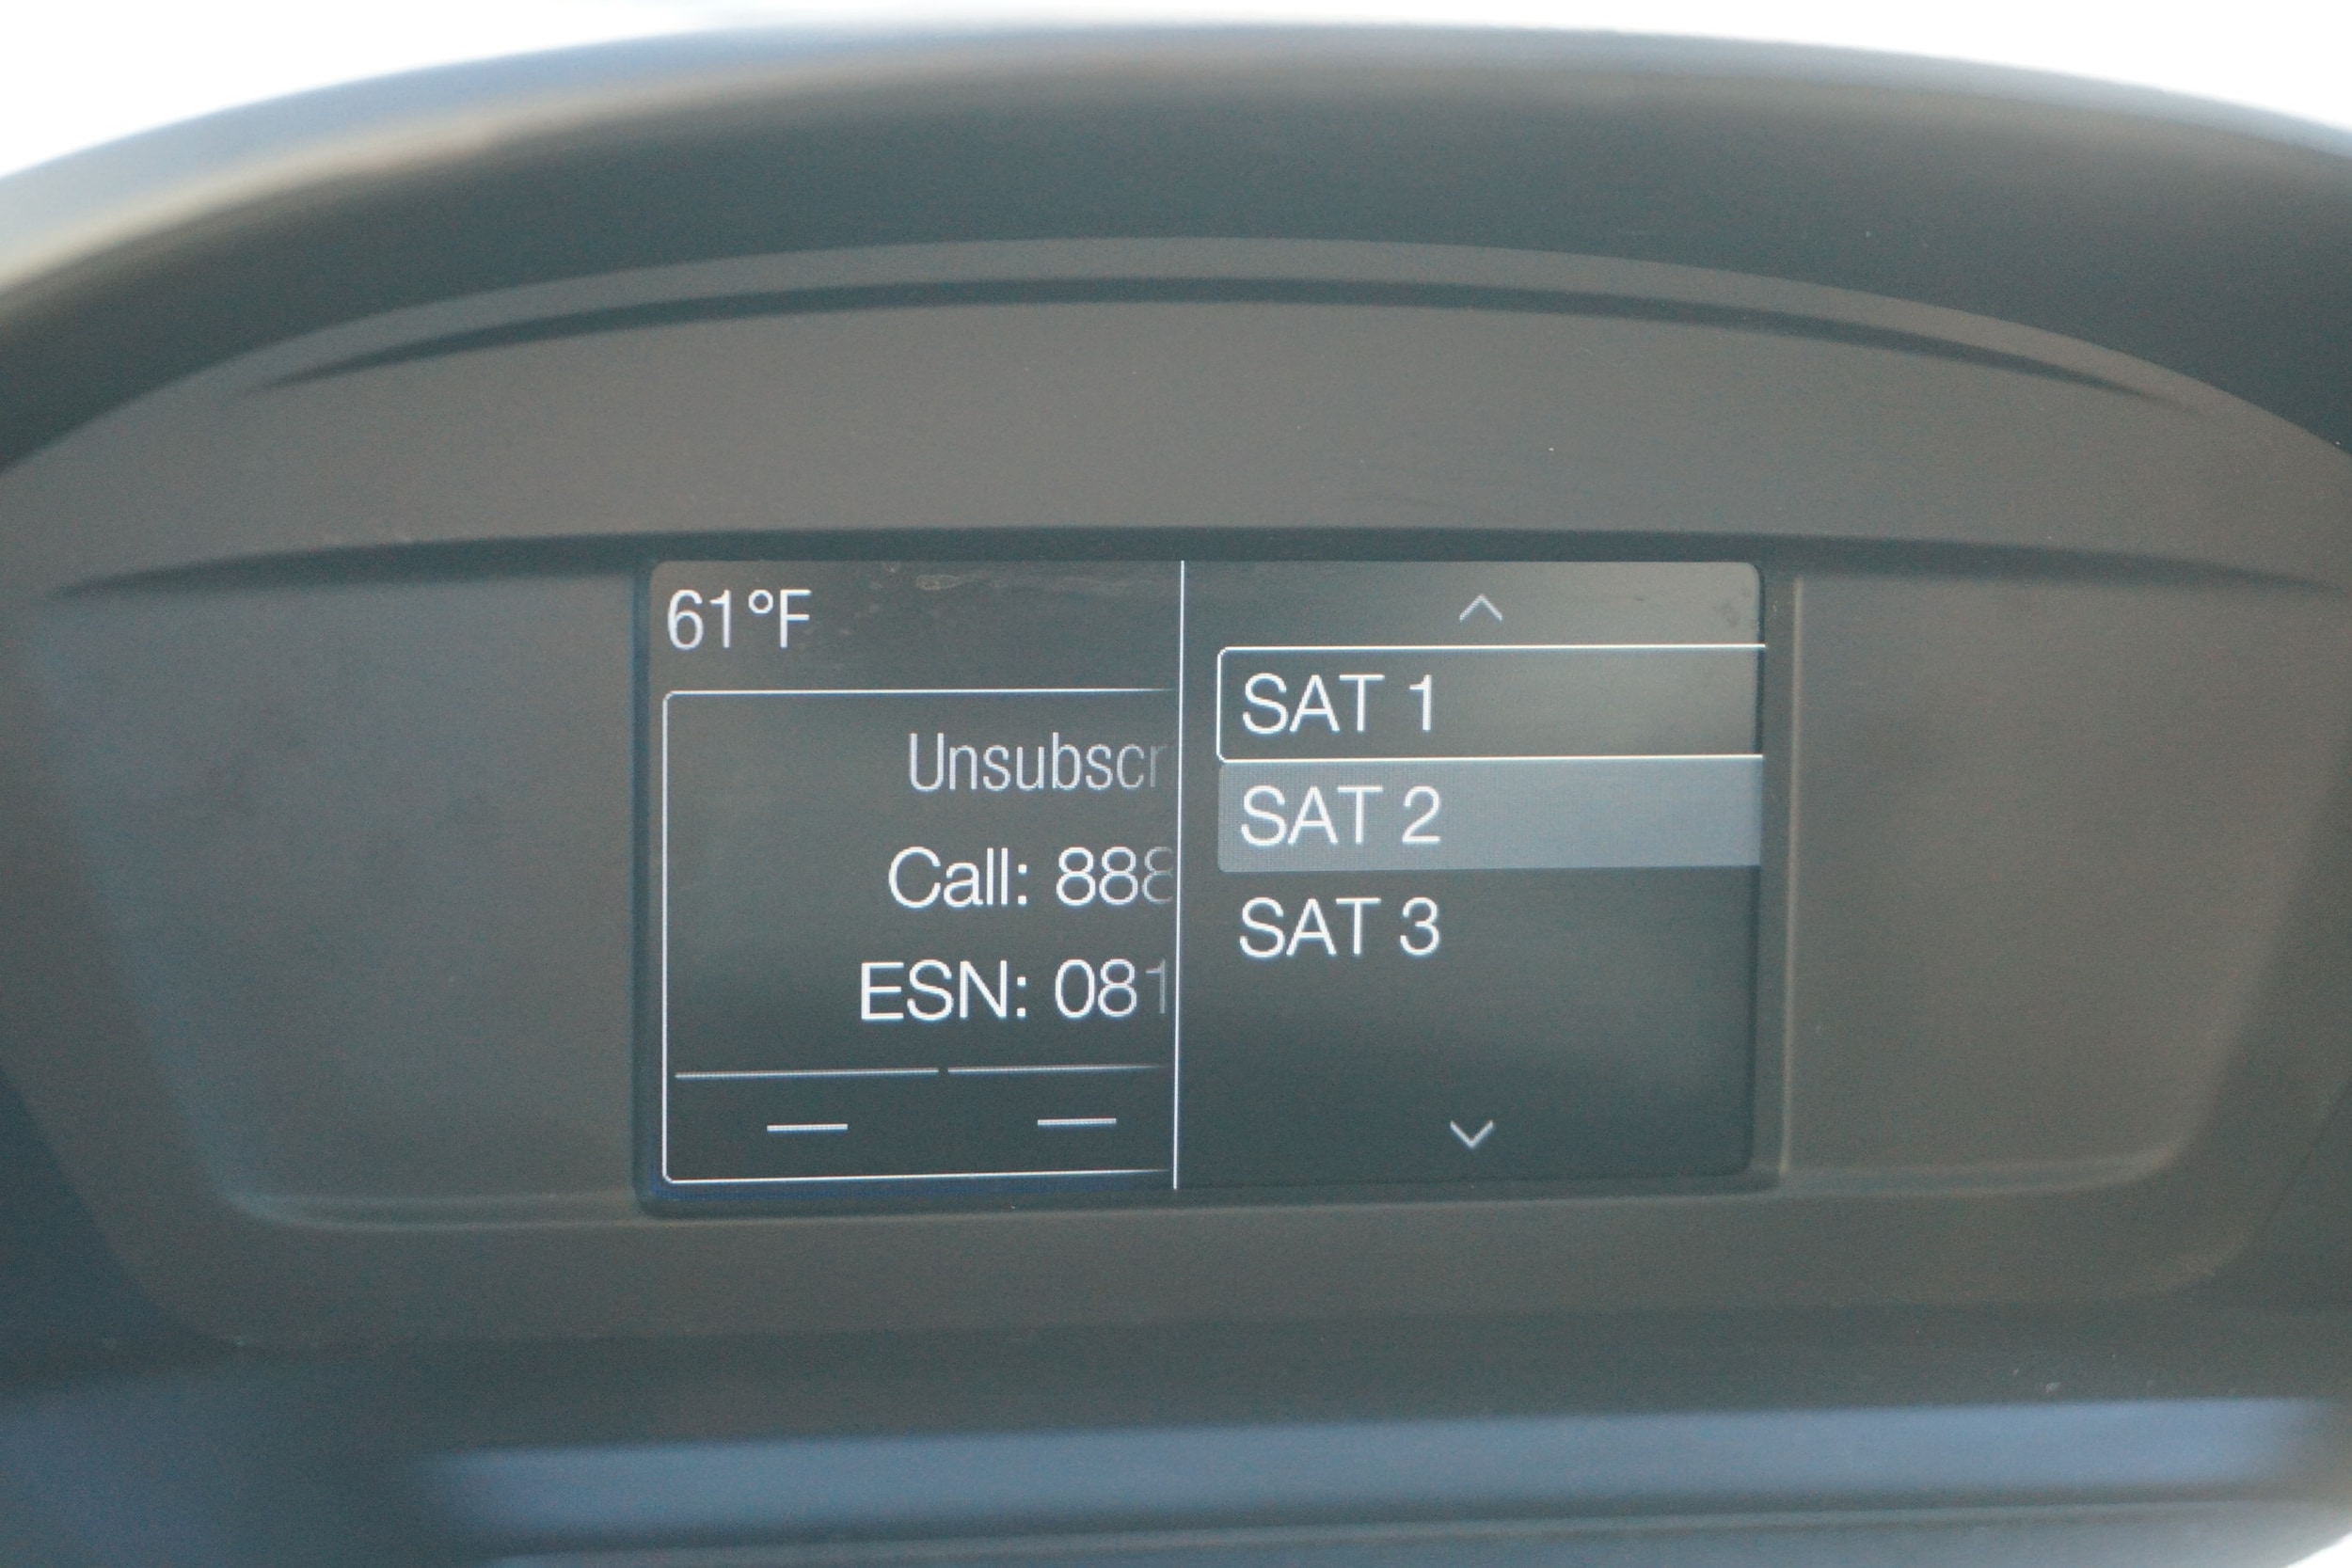 61°F
Unsubscr
Call: 888
ESN: 081
SAT 1
SAT 2
SAT 3